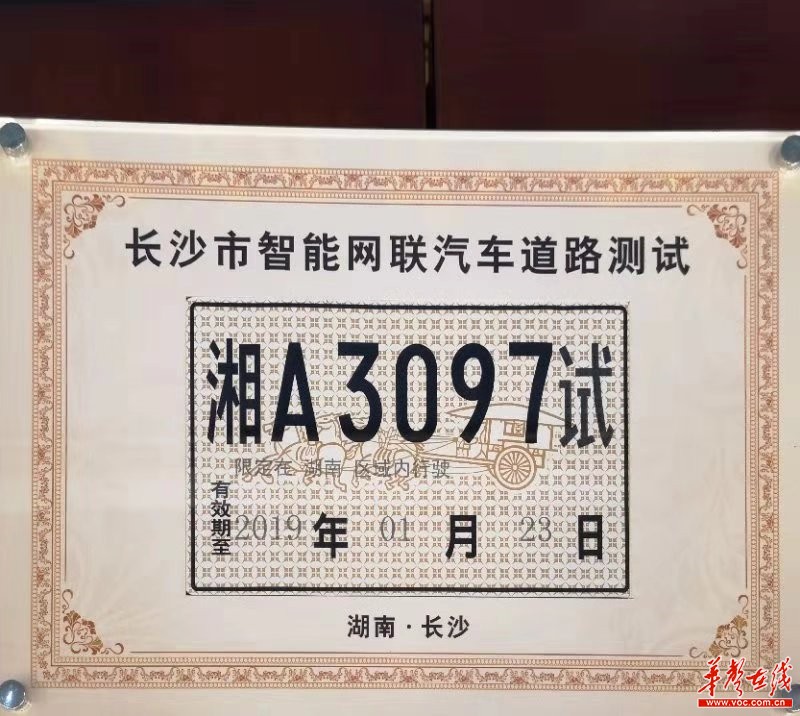 长沙市智能网联汽车道路测试
湘A3097试
限定在 湖南 区域内行驶
有效期至 2019 年 01 月 23 日
湖南·长沙
华声在线
www.voc.com.cn